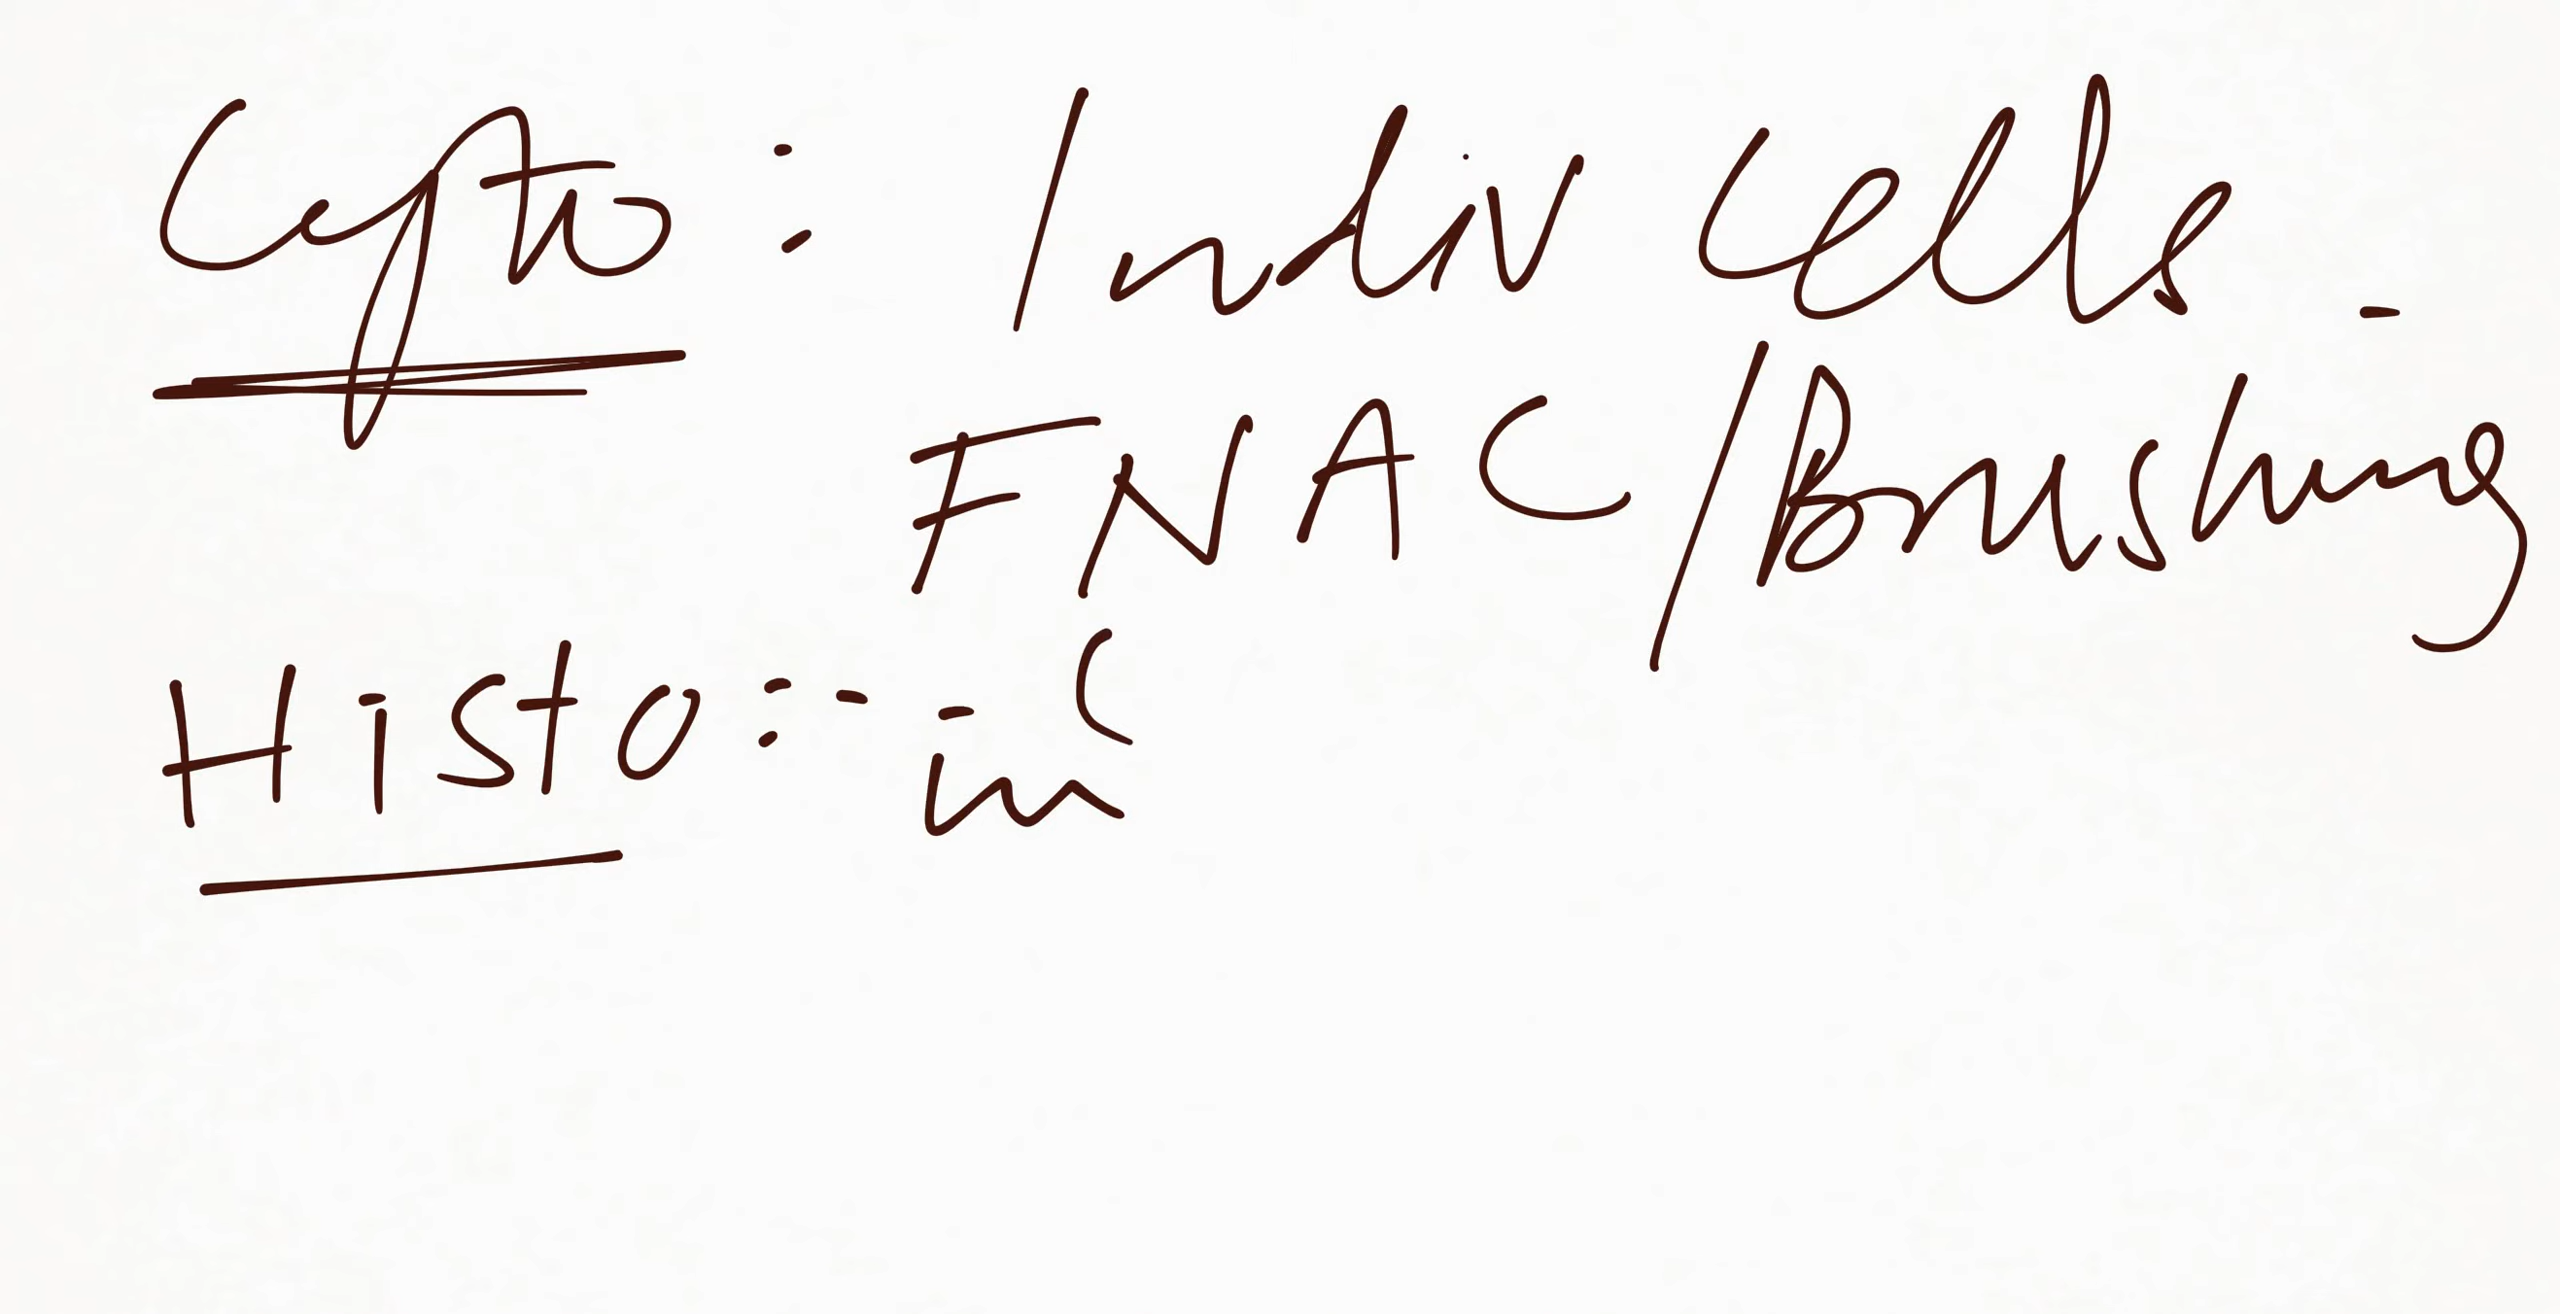 Cyto : Indiv Cells -
FNAC/Brushing
Histo : -